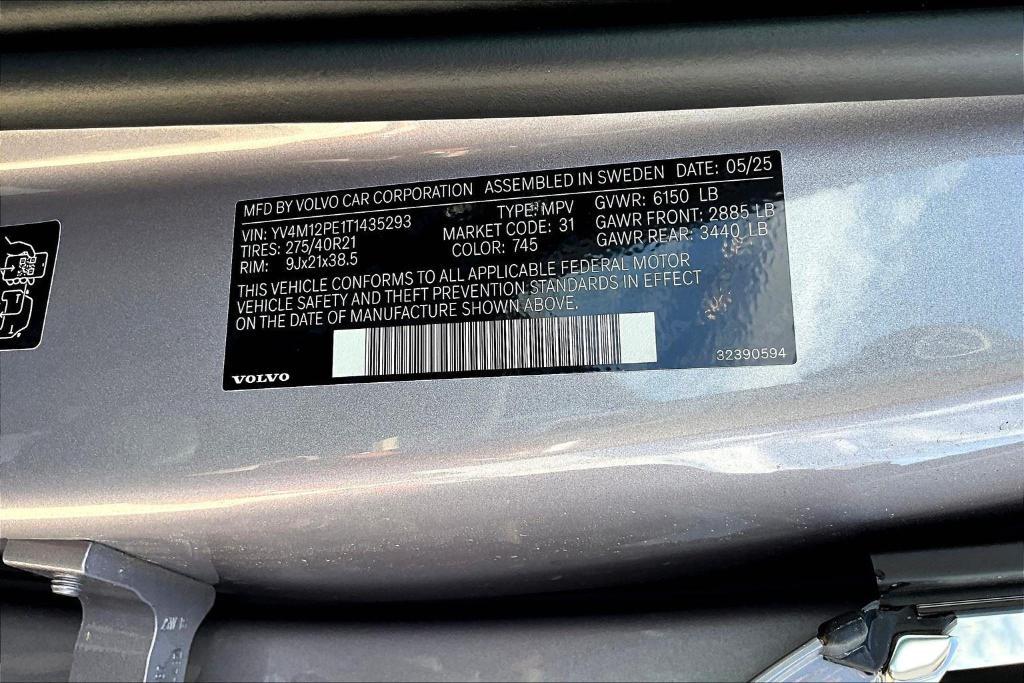 MFD BY VOLVO CAR CORPORATION ASSEMBLED IN SWEDEN DATE: 05/25
VIN: YV4M12PE1T1435293 TYPE: MPV GVWR: 6150 LB
TIRES: 275/40R21 MARKET CODE: 31 GAWR FRONT: 2885 LB
RIM: 9Jx21x38.5 COLOR: 745 GAWR REAR: 3440 LB
THIS VEHICLE CONFORMS TO ALL APPLICABLE FEDERAL MOTOR
VEHICLE SAFETY AND THEFT PREVENTION STANDARDS IN EFFECT
ON THE DATE OF MANUFACTURE SHOWN ABOVE.
VOLVO 32390594